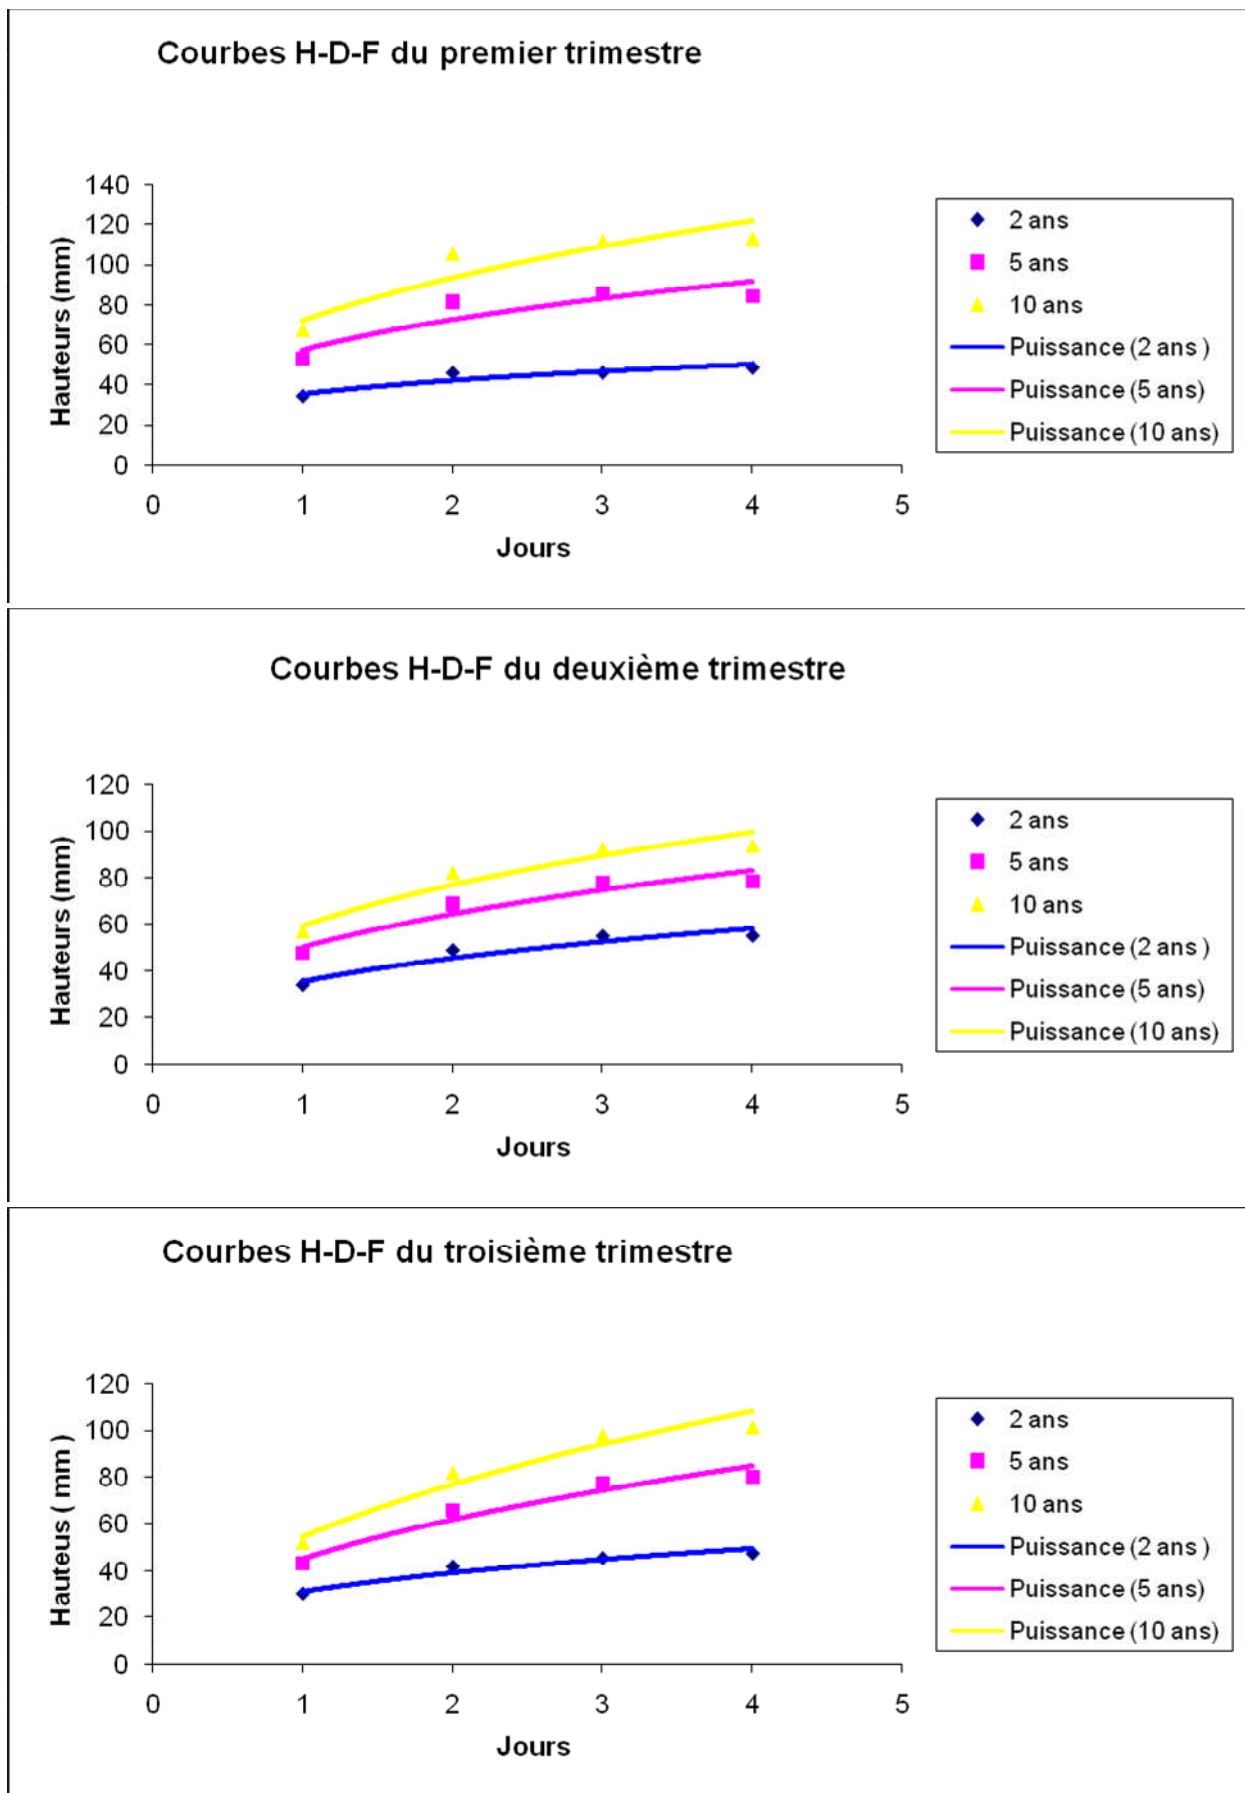 Courbes H-D-F du premier trimestre
Hauteurs (mm)
140
120
100
80
60
40
20
0
0 1 2 3 4 5
Jours
2 ans
5 ans
10 ans
Puissance (2 ans )
Puissance (5 ans)
Puissance (10 ans)
Courbes H-D-F du deuxième trimestre
Hauteurs (mm)
120
100
80
60
40
20
0
0 1 2 3 4 5
Jours
2 ans
5 ans
10 ans
Puissance (2 ans )
Puissance (5 ans)
Puissance (10 ans)
Courbes H-D-F du troisième trimestre
Hauteus ( mm )
120
100
80
60
40
20
0
0 1 2 3 4 5
Jours
2 ans
5 ans
10 ans
Puissance (2 ans )
Puissance (5 ans)
Puissance (10 ans)